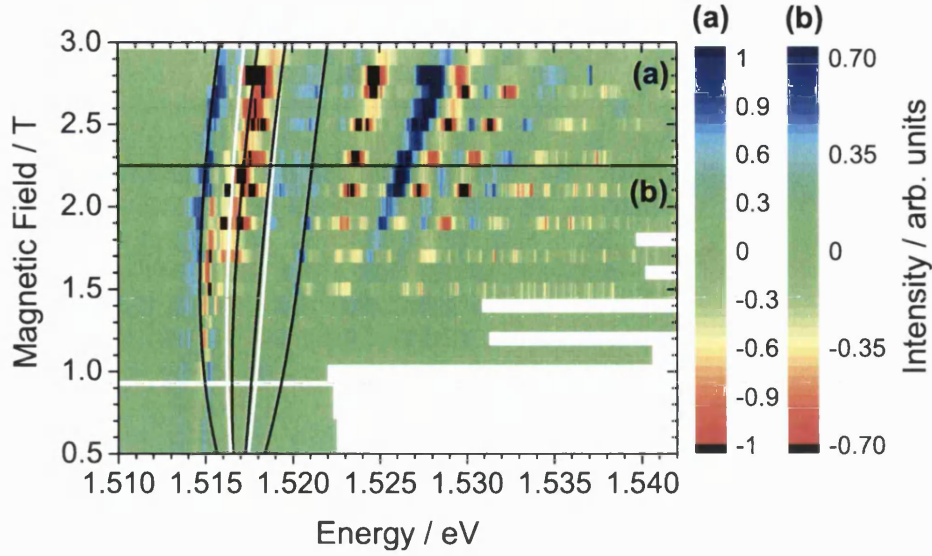 (a) (b)
3.0
2.5
2.0
1.5
1.0
0.5
Magnetic Field / T
(a)
(b)
1.510 1.515 1.520 1.525 1.530 1.535 1.540
Energy / eV
1
0.9
0.6
0.3
0
-0.3
-0.6
-0.9
-1
0.70
0.35
0
-0.35
-0.70
Intensity / arb. units